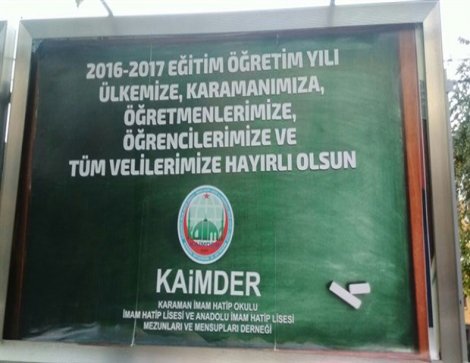 2016-2017 EĞİTİM ÖĞRETİM YILI
ÜLKEMİZE, KARAMANIMIZA,
ÖĞRETMENLERİMİZE,
ÖĞRENCİLERİMİZE VE
TÜM VELİLERİMİZE HAYIRLI OLSUN
KAiMDER
KARAMAN İMAM HATİP OKULU
İMAM HATİP LİSESİ VE ANADOLU İMAM HATİP LİSESİ
MEZUNLARI VE MENSUPLARI DERNEĞİ